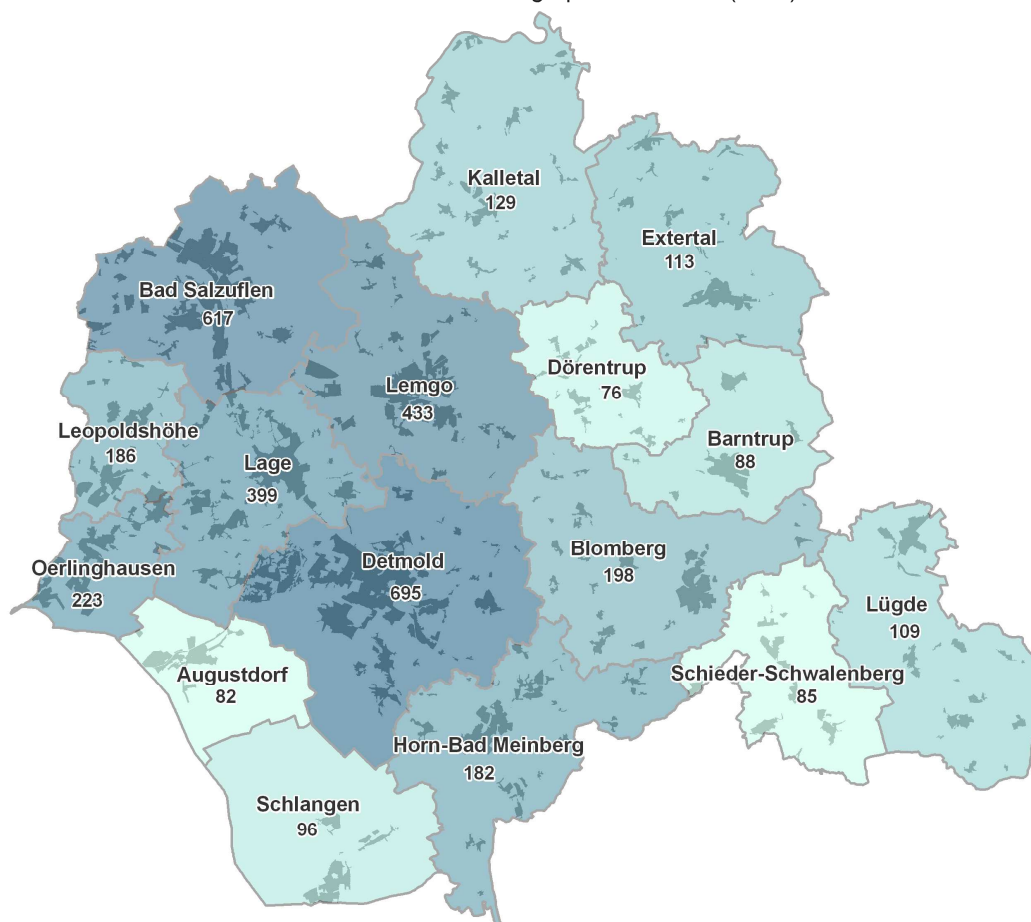 Kalletal
129
Extertal
113
Bad Salzuflen
617
Dörentrup
76
Lemgo
433
Leopoldshöhe
186
Barntrup
88
Lage
399
Blomberg
198
Detmold
695
Oerlinghausen
223
Lügde
109
Augustdorf
82
Schieder-Schwalenberg
85
Horn-Bad Meinberg
182
Schlangen
96